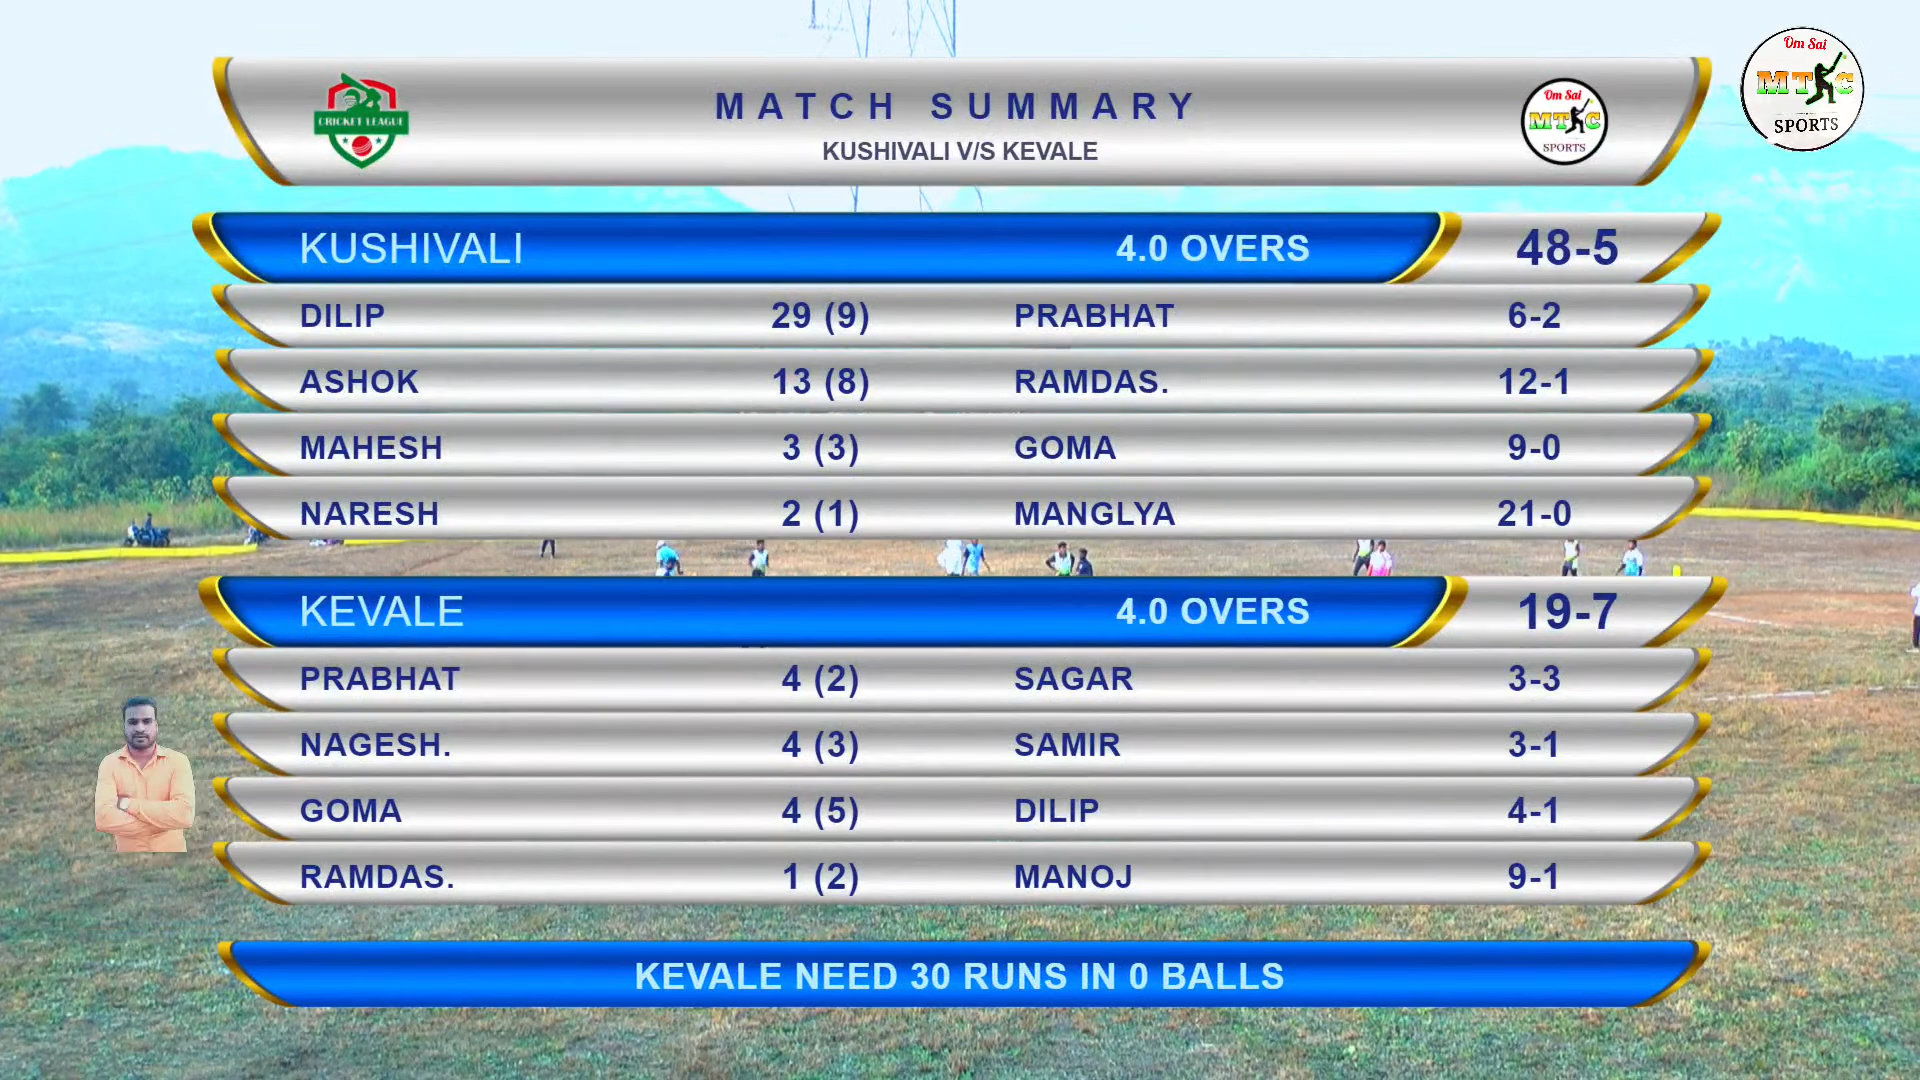 MATCH SUMMARY
KUSHIVALI V/S KEVALE
CRICKET LEAGUE
Om Sai
MTCC
SPORTS
Om Sai
MTCC
SPORTS
KUSHIVALI 4.0 OVERS 48-5
DILIP 29 (9) PRABHAT 6-2
ASHOK 13 (8) RAMDAS. 12-1
MAHESH 3 (3) GOMA 9-0
NARESH 2 (1) MANGLYA 21-0
KEVALE 4.0 OVERS 19-7
PRABHAT 4 (2) SAGAR 3-3
NAGESH. 4 (3) SAMIR 3-1
GOMA 4 (5) DILIP 4-1
RAMDAS. 1 (2) MANOJ 9-1
KEVALE NEED 30 RUNS IN 0 BALLS